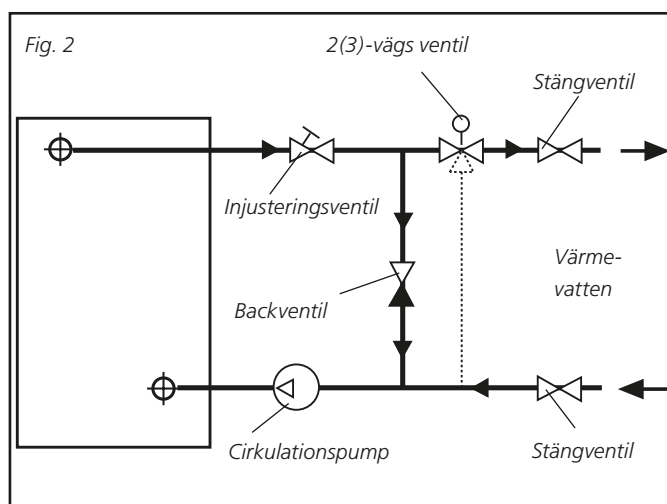 Fig. 2
2(3)-vägs ventil
Stängventil
Injusteringsventil
Värme-
vatten
Backventil
Cirkulationspump
Stängventil